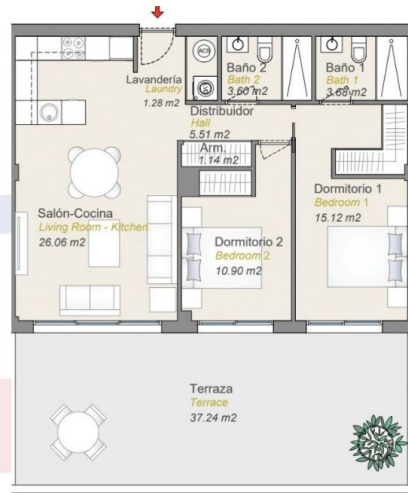 ACS
Baño 2
Bath 2
3.60 m2
Baño 1
Bath 1
3.68 m2
Lavandería
Laundry
1.28 m2
Distribuidor
Hall
5.51 m2
Arm.
1.14 m2
Salón-Cocina
Living Room - Kitchen
26.06 m2
Dormitorio 2
Bedroom 2
10.90 m2
Dormitorio 1
Bedroom 1
15.12 m2
Terraza
Terrace
37.24 m2